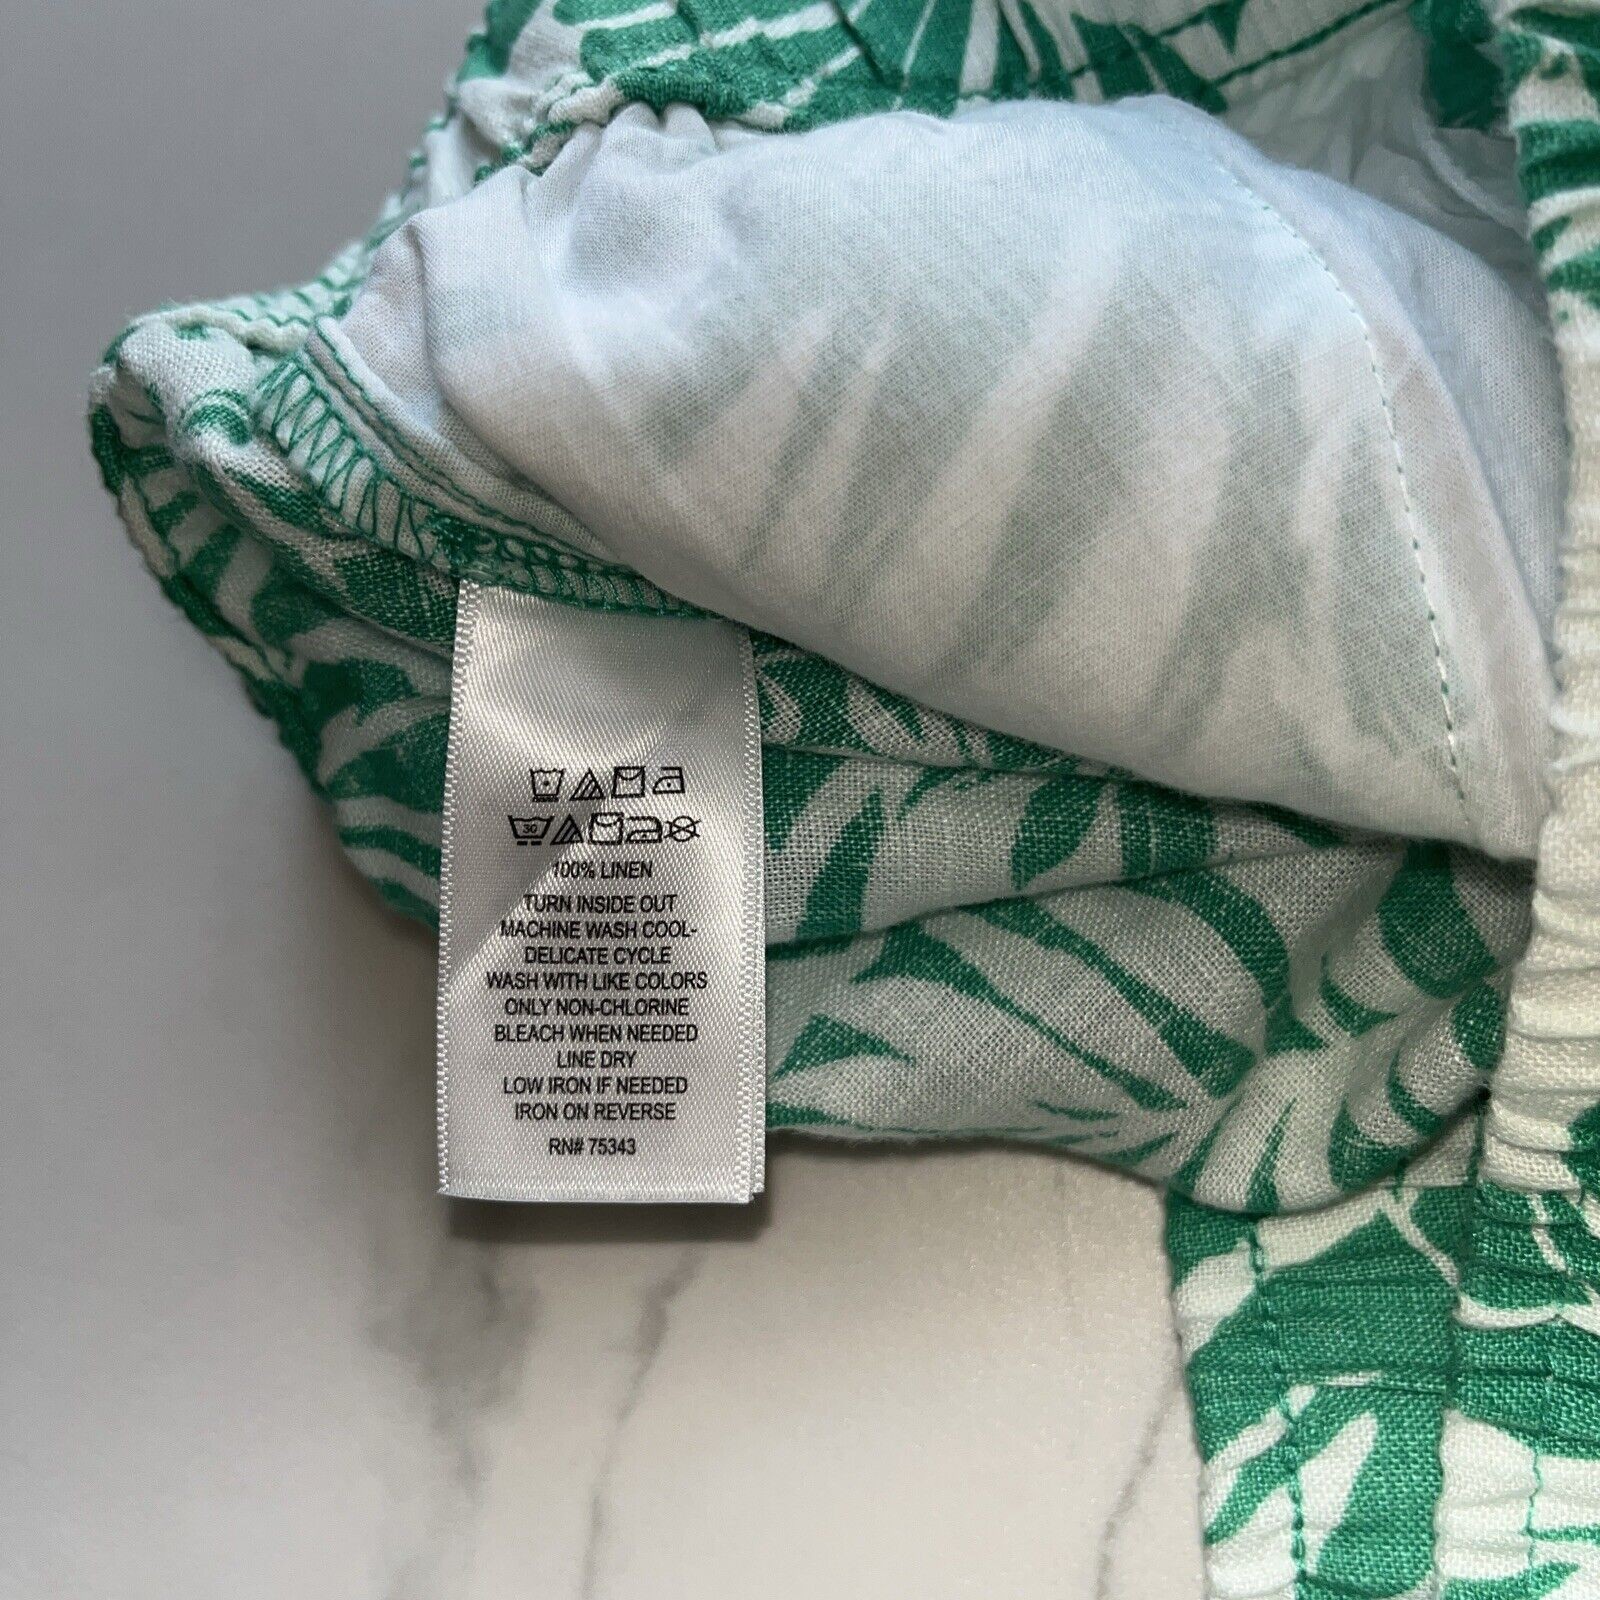 30
100% LINEN
TURN INSIDE OUT
MACHINE WASH COOL-
DELICATE CYCLE
WASH WITH LIKE COLORS
ONLY NON-CHLORINE
BLEACH WHEN NEEDED
LINE DRY
LOW IRON IF NEEDED
IRON ON REVERSE
RN# 75343